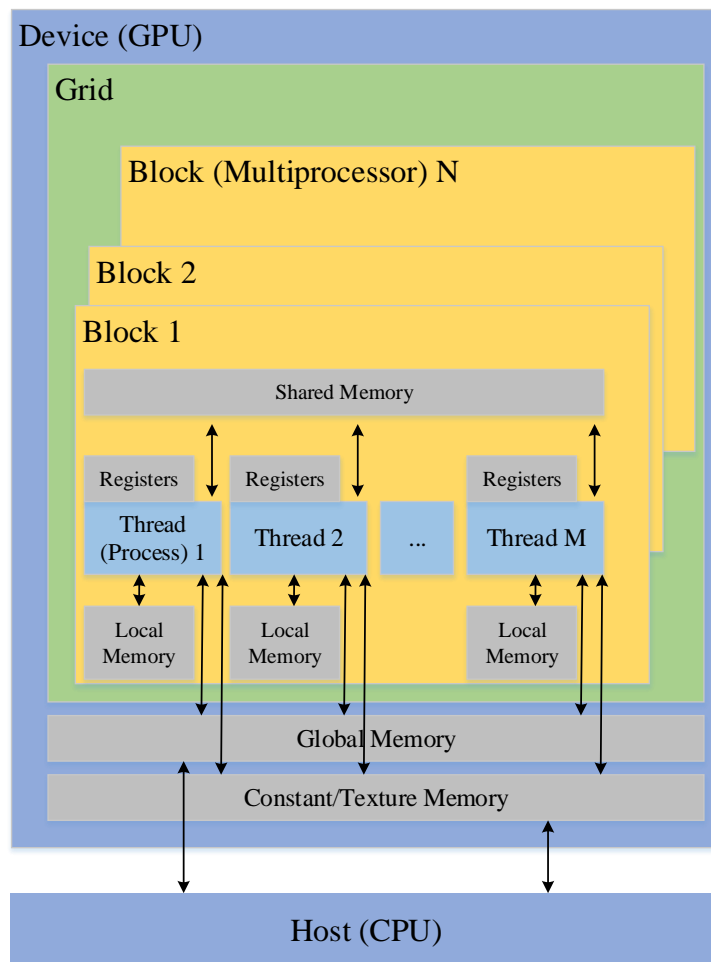 Device (GPU)
Grid
Block (Multiprocessor) N
Block 2
Block 1
Shared Memory
Registers
Registers
Registers
Thread
(Process) 1
Thread 2
...
Thread M
Local
Memory
Local
Memory
Local
Memory
Global Memory
Constant/Texture Memory
Host (CPU)